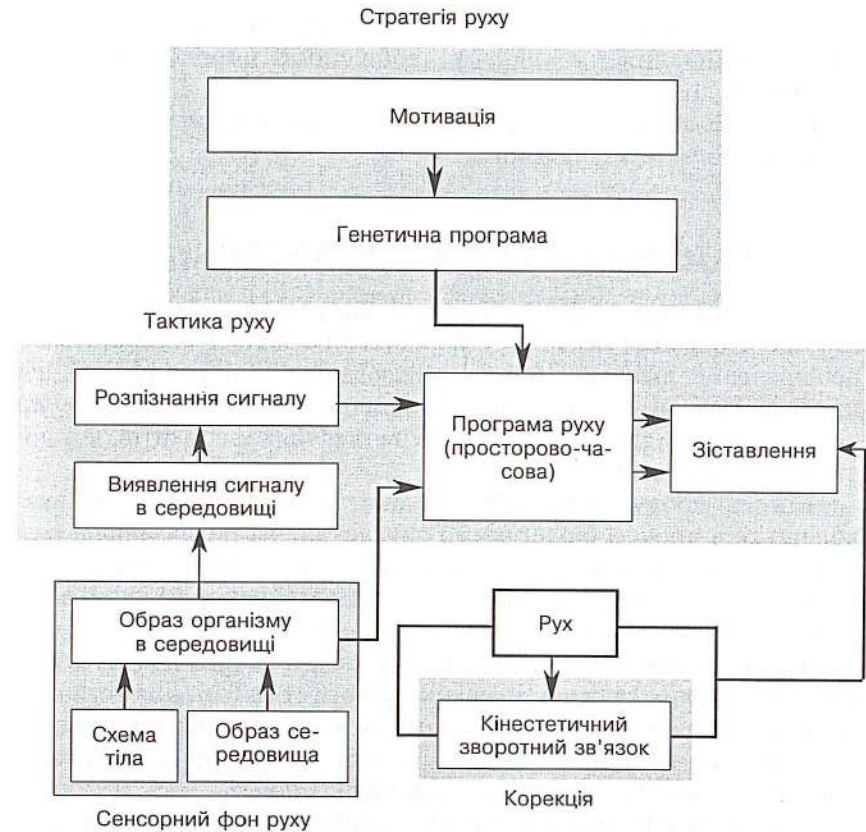 Стратегія руху
Мотивація
Генетична програма
Тактика руху
Розпізнання сигналу
Виявлення сигналу
в середовищі
Програма руху
(просторово-ча-
сова)
Зіставлення
Образ організму
в середовищі
Схема
тіла
Образ се-
редовища
Сенсорний фон руху
Рух
Кінестетичний
зворотний зв'язок
Корекція